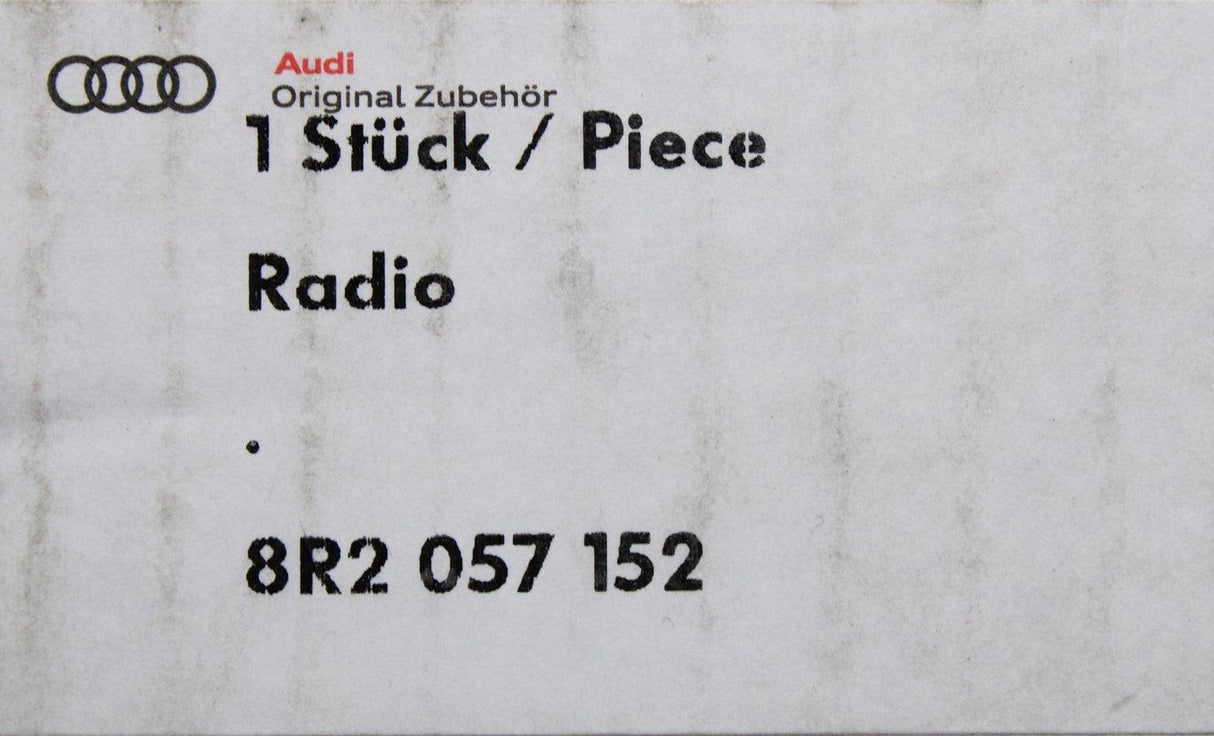 Audi
Original Zubehör
1 Stück / Piece
Radio
.
8R2 057 152